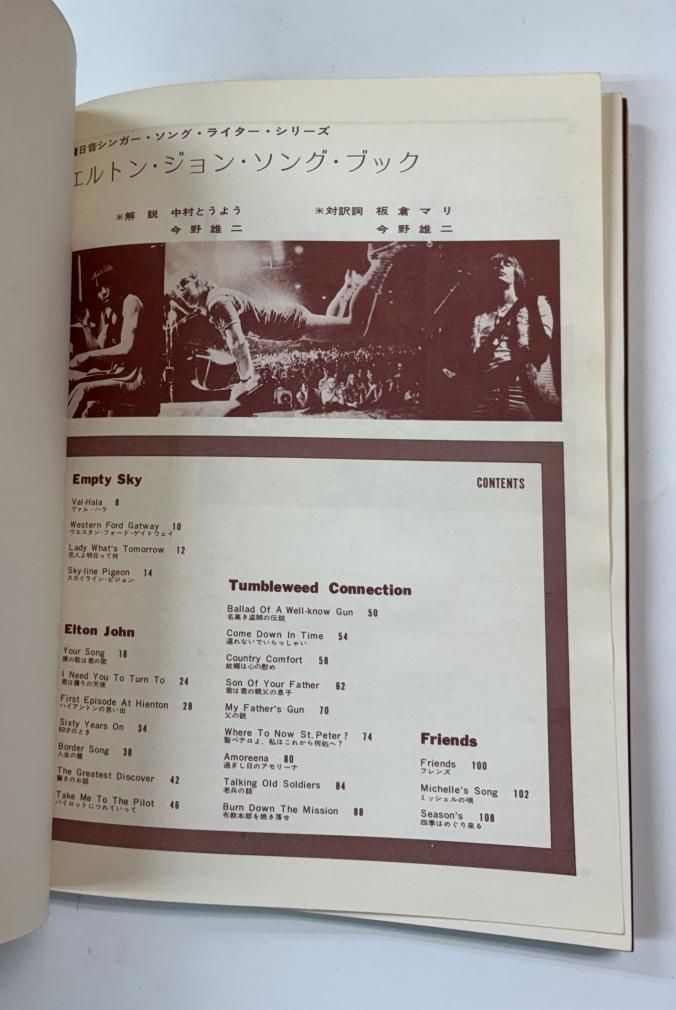 ■日音シンガー・ソング・ライター・シリーズ
エルトン・ジョン・ソング・ブック
※解 説 中村とうよう
今野雄二
※対訳詞 板倉マリ
今野雄二
CONTENTS
Empty Sky
Val-Hala 8
ヴァル・ハラ
Western Ford Gatway 10
ウエスタン・フォード・ゲイトウェイ
Lady What's Tomorrow 12
恋人よ明日って何
Sky-line Pigeon 14
スカイライン・ピジョン
Elton John
Your Song 18
僕の歌は君の歌
I Need You To Turn To 24
君は護りの天使
First Episode At Hienton 28
ハイアントンの思い出
Sixty Years On 34
60才のとき
Border Song 38
人生の壁
The Greatest Discover 42
驚きのお話
Take Me To The Pilot 46
パイロットにつれていって
Tumbleweed Connection
Ballad Of A Well-know Gun 50
名高き盗賊の伝説
Come Down In Time 54
遅れないでいらっしゃい
Country Comfort 58
故郷は心の慰め
Son Of Your Father 62
君は君の親父の息子
My Father's Gun 70
父の銃
Where To Now St. Peter? 74
聖ペテロよ, 私はこれから何処へ?
Amoreena 80
過ぎし日のアモリーナ
Talking Old Soldiers 84
老兵の話
Burn Down The Mission 88
布教本部を焼き落せ
Friends
Friends 100
フレンズ
Michelle's Song 102
ミッシェルの唄
Season's 108
四季はめぐり来る